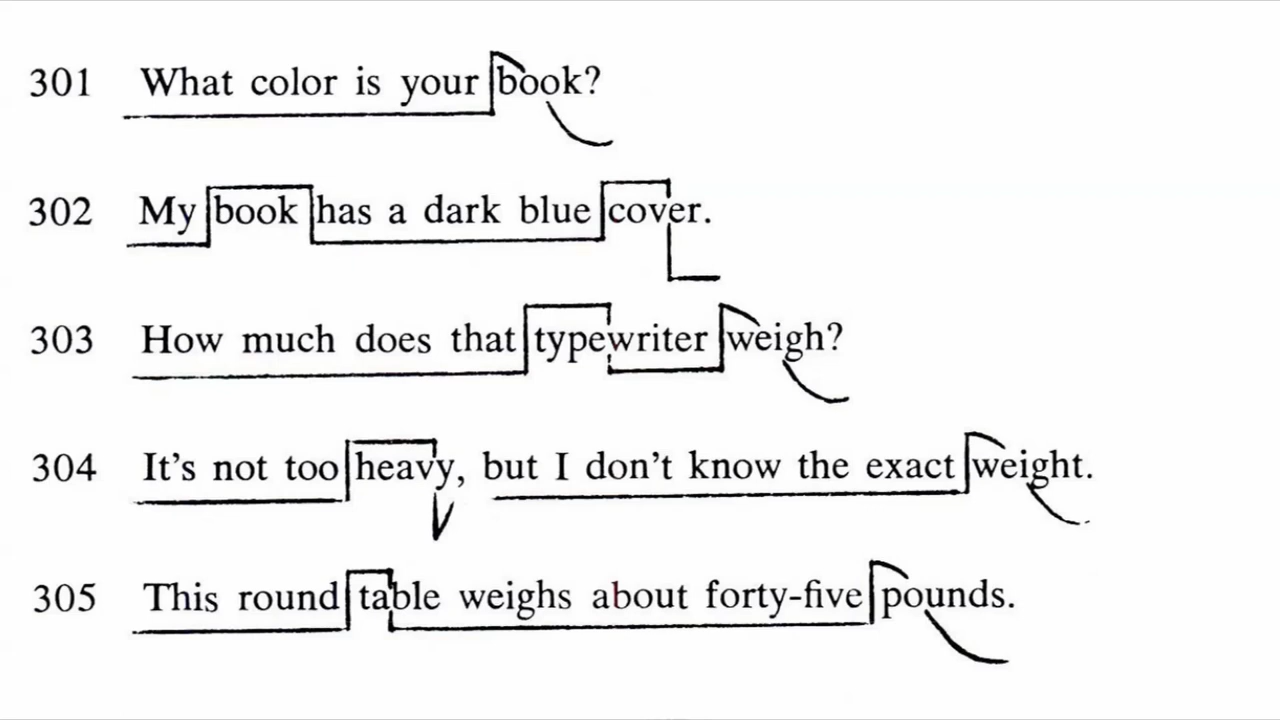 301 What color is your book?
302 My book has a dark blue cover.
303 How much does that typewriter weigh?
304 It's not too heavy, but I don't know the exact weight.
305 This round table weighs about forty-five pounds.